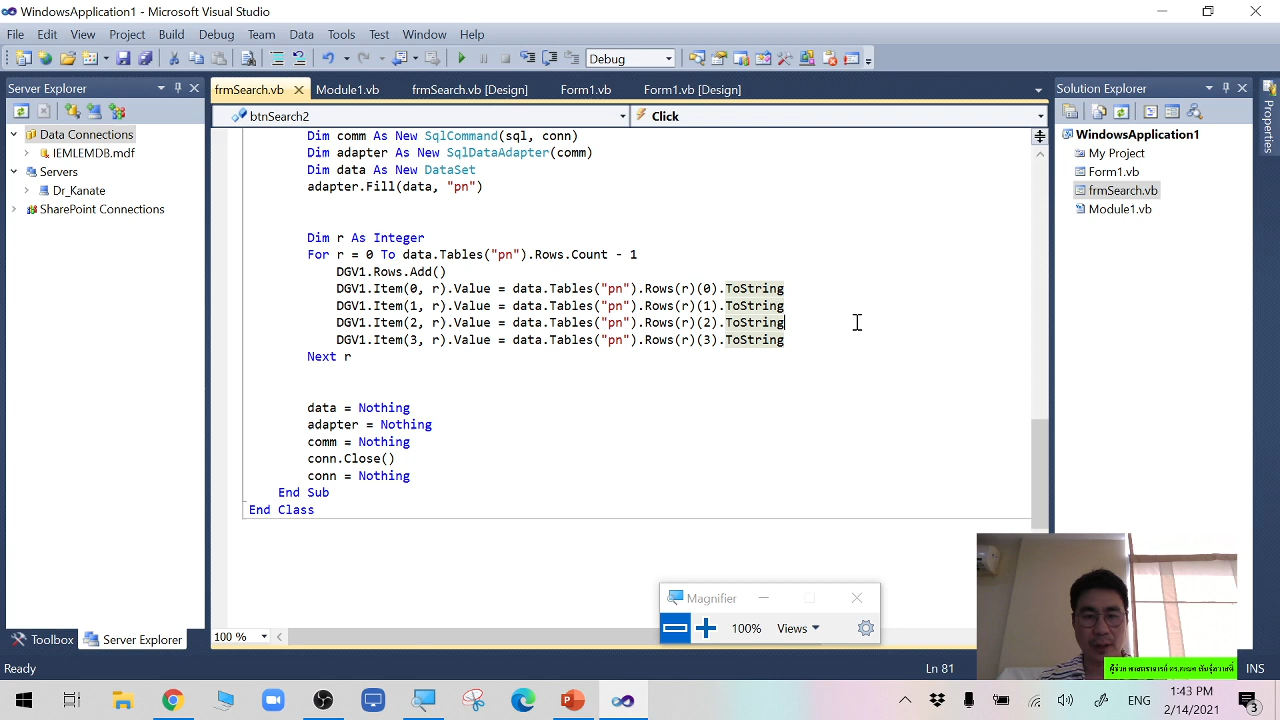 WindowsApplication1 - Microsoft Visual Studio
File Edit View Project Build Debug Team Data Tools Test Window Help
Debug
Server Explorer
Data Connections
IEMLEMDB.mdf
Servers
Dr_Kanate
SharePoint Connections
Toolbox
Server Explorer
frmSearch.vb Module1.vb frmSearch.vb [Design] Form1.vb Form1.vb [Design]
btnSearch2 Click
Dim comm As New SqlCommand(sql, conn)
Dim adapter As New SqlDataAdapter(comm)
Dim data As New DataSet
adapter.Fill(data, "pn")
Dim r As Integer
For r = 0 To data.Tables("pn").Rows.Count - 1
DGV1.Rows.Add()
DGV1.Item(0, r).Value = data.Tables("pn").Rows(r)(0).ToString
DGV1.Item(1, r).Value = data.Tables("pn").Rows(r)(1).ToString
DGV1.Item(2, r).Value = data.Tables("pn").Rows(r)(2).ToString
DGV1.Item(3, r).Value = data.Tables("pn").Rows(r)(3).ToString
Next r
data = Nothing
adapter = Nothing
comm = Nothing
conn.Close()
conn = Nothing
End Sub
End Class
100 %
Solution Explorer
WindowsApplication1
My Project
Form1.vb
frmSearch.vb
Module1.vb
Properties
Magnifier
100% Views
Ready
Ln 81
INS
ENG
1:43 PM
2/14/2021
3